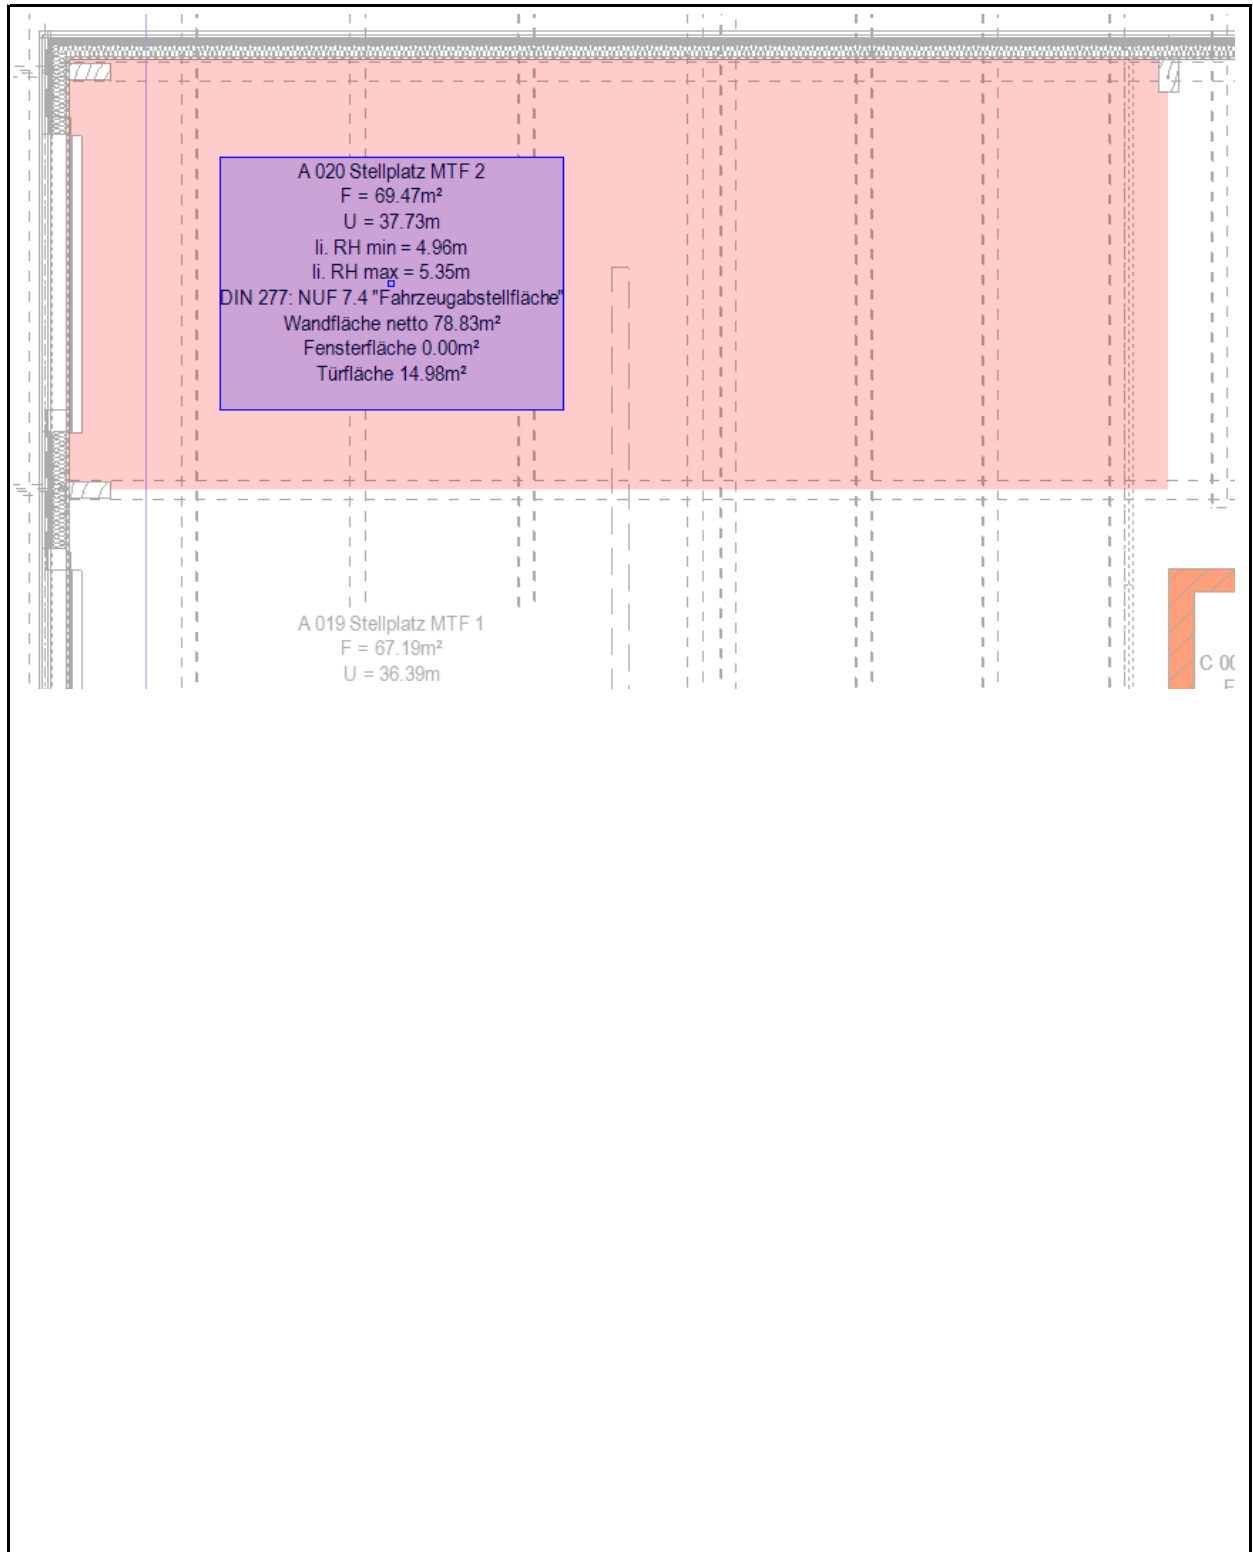 A 020 Stellplatz MTF 2
F = 69.47m²
U = 37.73m
li. RH min = 4.96m
li. RH max = 5.35m
DIN 277: NUF 7.4 "Fahrzeugabstellfläche"
Wandfläche netto 78.83m²
Fensterfläche 0.00m²
Türfläche 14.98m²
A 019 Stellplatz MTF 1
F = 67.19m²
U = 36.39m
C 00